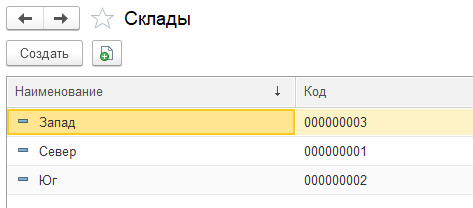 Склады
Создать
Наименование ↓ Код
Запад 000000003
Север 000000001
Юг 000000002